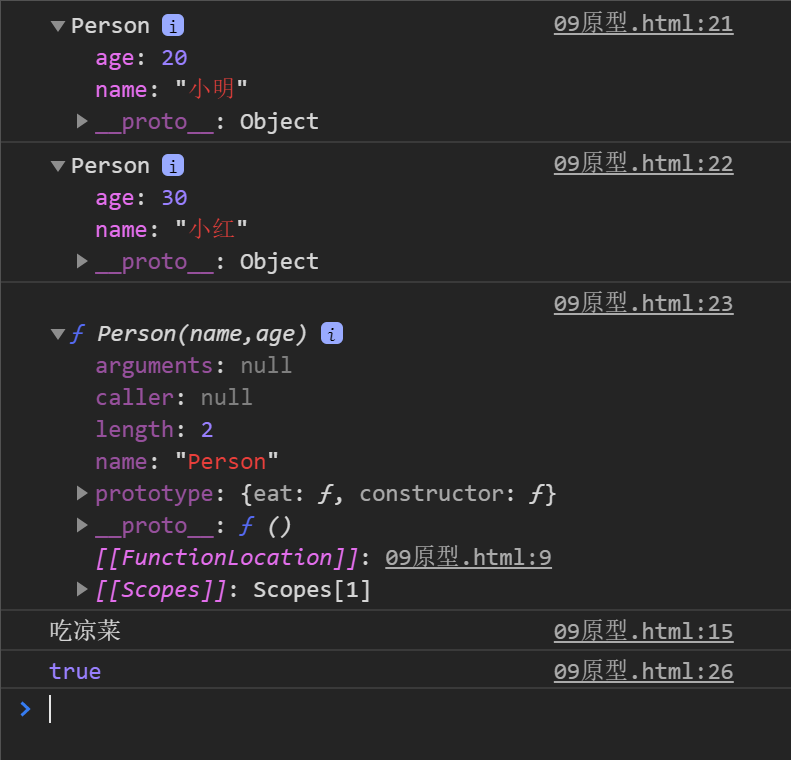 Person i 09原型.html:21
age: 20
name: "小明"
__proto__: Object
Person i 09原型.html:22
age: 30
name: "小红"
__proto__: Object
09原型.html:23
ƒ Person(name,age) i
arguments: null
caller: null
length: 2
name: "Person"
prototype: {eat: ƒ, constructor: ƒ}
__proto__: ƒ ()
[[FunctionLocation]]: 09原型.html:9
[[Scopes]]: Scopes[1]
吃凉菜 09原型.html:15
true 09原型.html:26